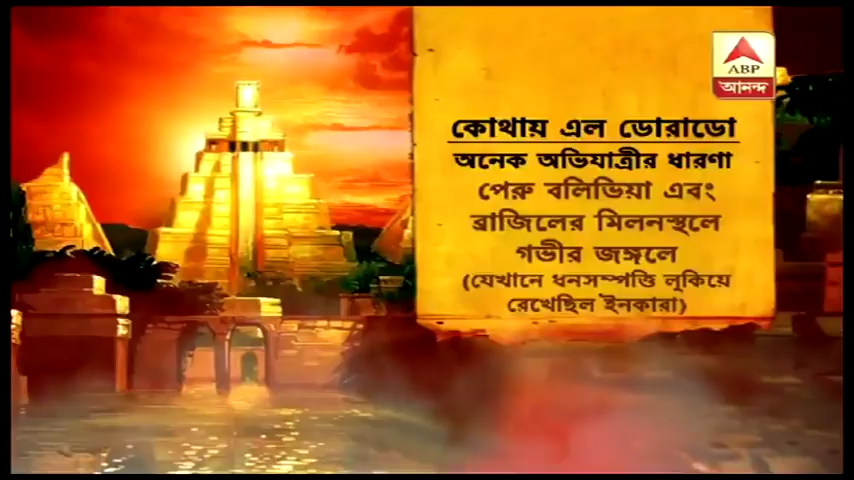 ABP
আনন্দ
কোথায় এল ডোরাডো
অনেক অভিযাত্রীর ধারণা
পেরু বলিভিয়া এবং
ব্রাজিলের মিলনস্থলে
গভীর জঙ্গলে
(যেখানে ধনসম্পত্তি লুকিয়ে
রেখেছিল ইনকারা)